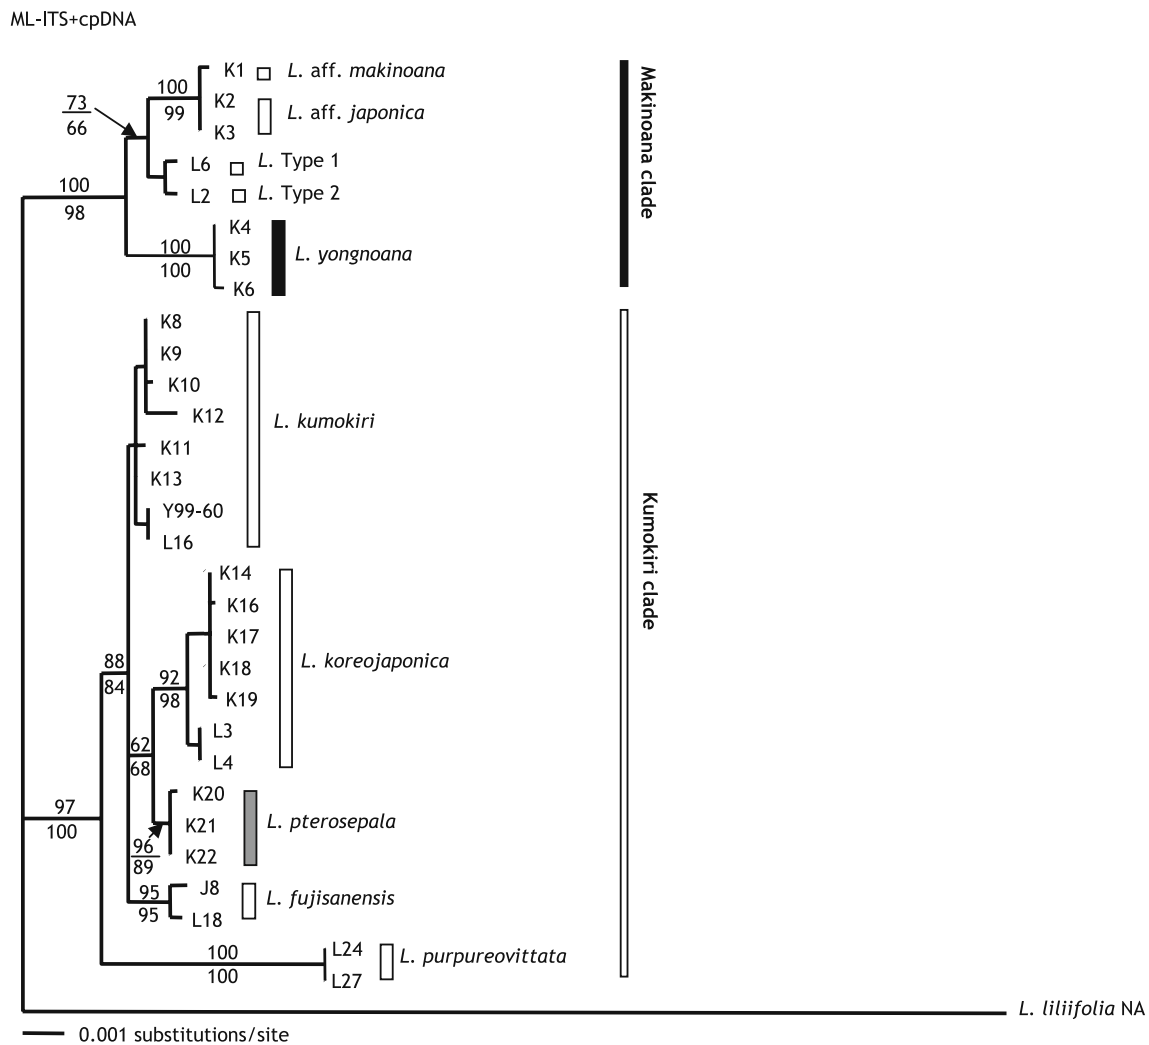 ML-ITS+cpDNA
K1
L. aff. makinoana
100
K2
73
99
L. aff. japonica
66
K3
L6
L. Type 1
100
L2
L. Type 2
98
K4
100
K5
L. yongnoana
100
K6
Makinoana clade
K8
K9
K10
K12
L. kumokiri
K11
K13
Y99-60
L16
K14
K16
K17
88
K18
L. koreojaponica
92
84
98
K19
L3
62
L4
68
K20
97
K21
L. pterosepala
100
96
K22
89
95
J8
L. fujisanensis
95
L18
100
L24
L. purpureovittata
100
L27
Kumokiri clade
L. liliifolia NA
0.001 substitutions/site